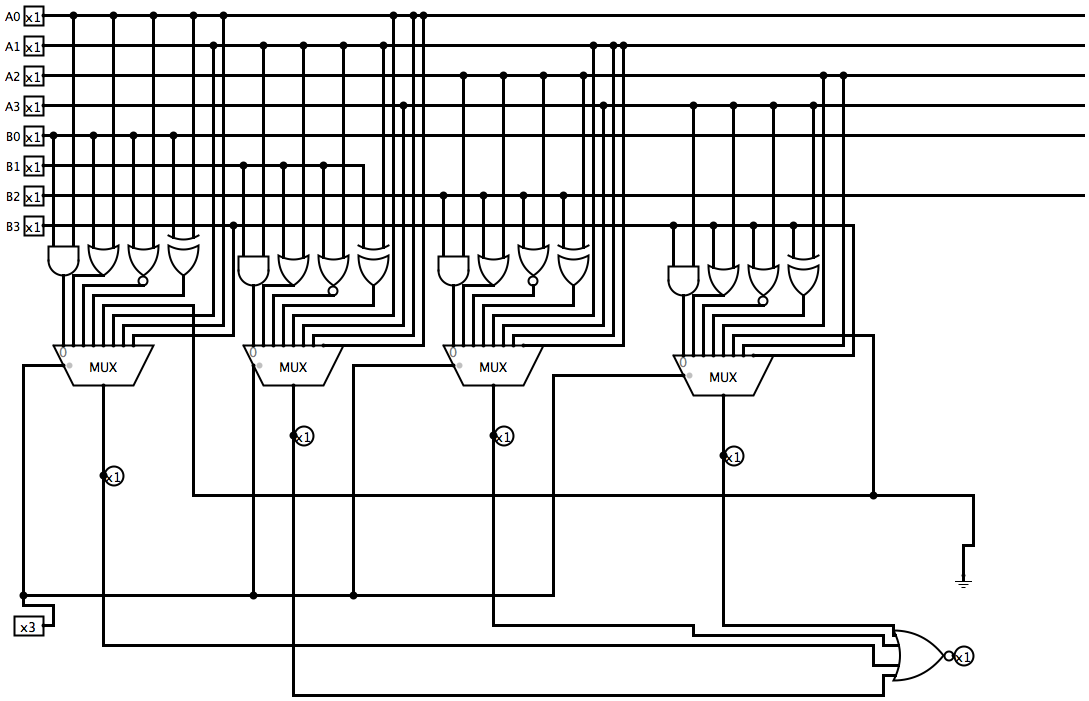 A0 x1
A1 x1
A2 x1
A3 x1
B0 x1
B1 x1
B2 x1
B3 x1
0 0 0 0
MUX MUX MUX MUX
x1 x1
x1
x1
x3
x1